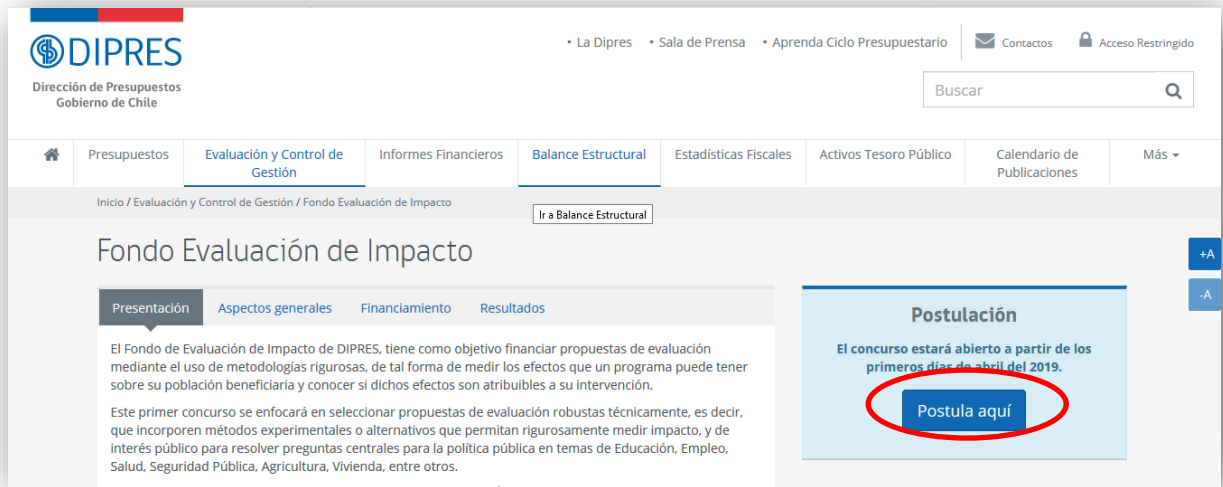 DIPRES
Dirección de Presupuestos
Gobierno de Chile
• La Dipres • Sala de Prensa • Aprenda Ciclo Presupuestario Contactos Acceso Restringido
Buscar
Presupuestos
Evaluación y Control de
Gestión
Informes Financieros
Balance Estructural
Estadísticas Fiscales
Activos Tesoro Público
Calendario de
Publicaciones
Más
Inicio / Evaluación y Control de Gestión / Fondo Evaluación de Impacto
Ir a Balance Estructural
Fondo Evaluación de Impacto
+A
-A
Presentación Aspectos generales Financiamiento Resultados
El Fondo de Evaluación de Impacto de DIPRES, tiene como objetivo financiar propuestas de evaluación
mediante el uso de metodologías rigurosas, de tal forma de medir los efectos que un programa puede tener
sobre su población beneficiaria y conocer si dichos efectos son atribuibles a su intervención.
Este primer concurso se enfocará en seleccionar propuestas de evaluación robustas técnicamente, es decir,
que incorporen métodos experimentales o alternativos que permitan rigurosamente medir impacto, y de
interés público para resolver preguntas centrales para la política pública en temas de Educación, Empleo,
Salud, Seguridad Pública, Agricultura, Vivienda, entre otros.
Postulación
El concurso estará abierto a partir de los
primeros días de abril del 2019.
Postula aquí